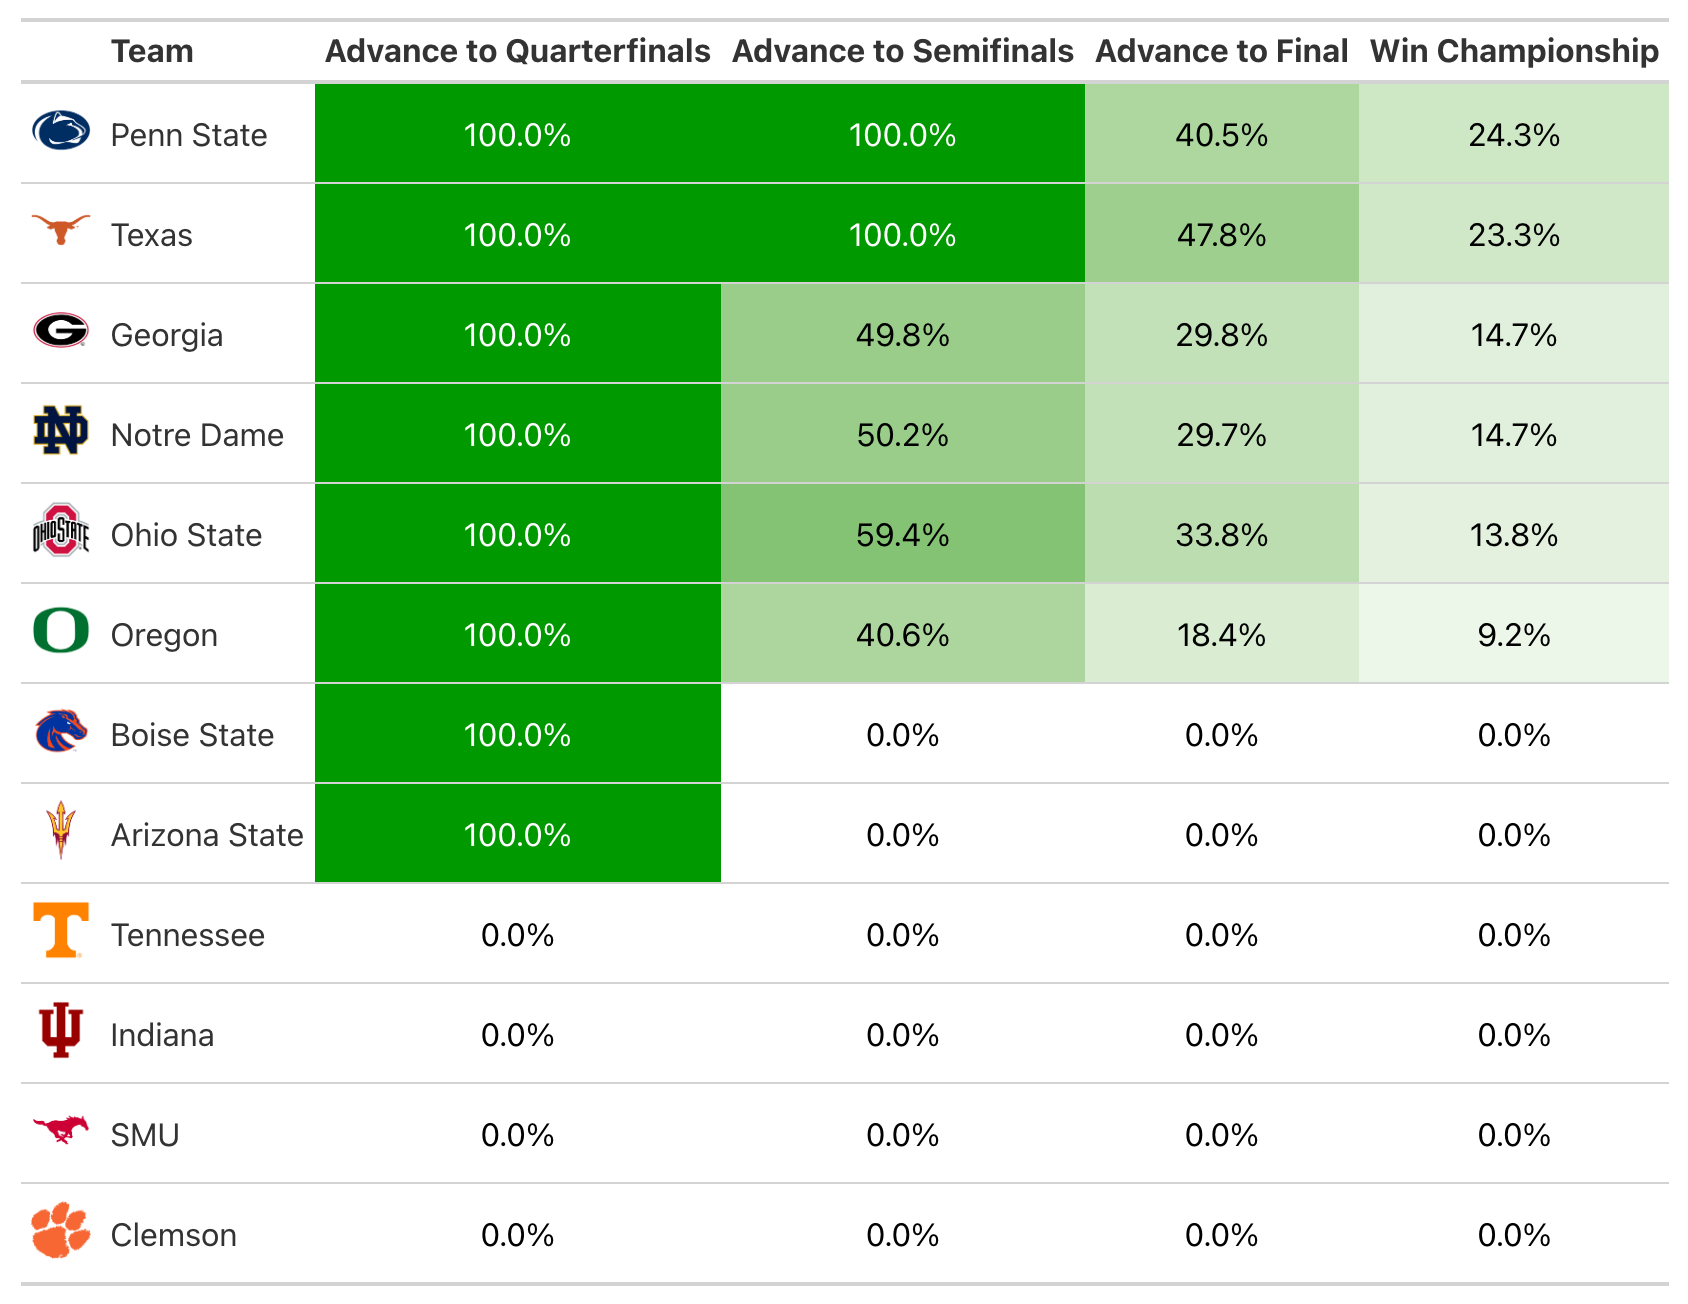 Team Advance to Quarterfinals Advance to Semifinals Advance to Final Win Championship
Penn State 100.0% 100.0% 40.5% 24.3%
Texas 100.0% 100.0% 47.8% 23.3%
G Georgia 100.0% 49.8% 29.8% 14.7%
ND Notre Dame 100.0% 50.2% 29.7% 14.7%
OHIO STATE Ohio State 100.0% 59.4% 33.8% 13.8%
O Oregon 100.0% 40.6% 18.4% 9.2%
Boise State 100.0% 0.0% 0.0% 0.0%
Arizona State 100.0% 0.0% 0.0% 0.0%
T Tennessee 0.0% 0.0% 0.0% 0.0%
IU Indiana 0.0% 0.0% 0.0% 0.0%
SMU 0.0% 0.0% 0.0% 0.0%
Clemson 0.0% 0.0% 0.0% 0.0%